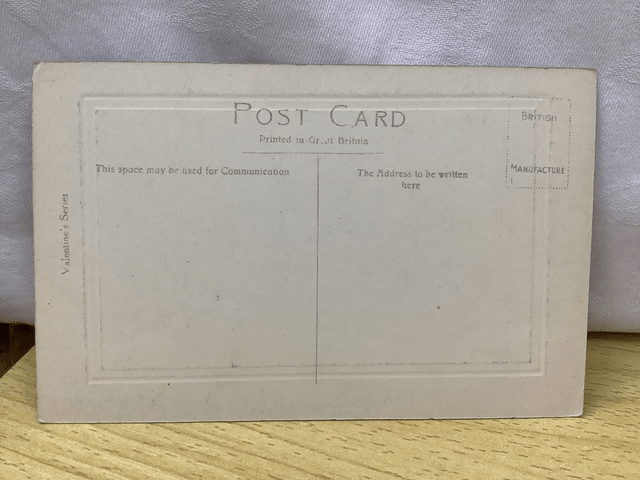 POST CARD
Printed in Great Britain
BRITISH
MANUFACTURE
This space may be used for Communication
The Address to be written
here
Valentine's Series